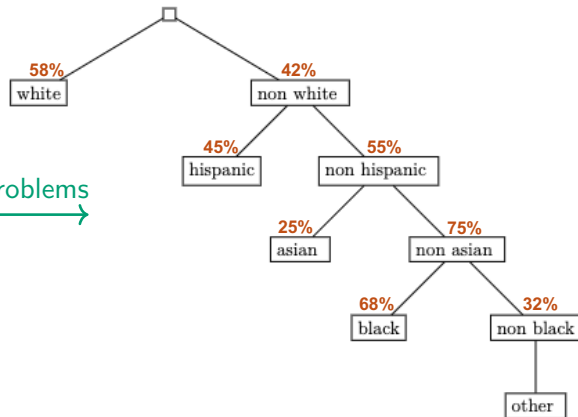 58% 42%
white non white
45% 55%
hispanic non hispanic
roblems
25% 75%
asian non asian
68% 32%
black non black
other